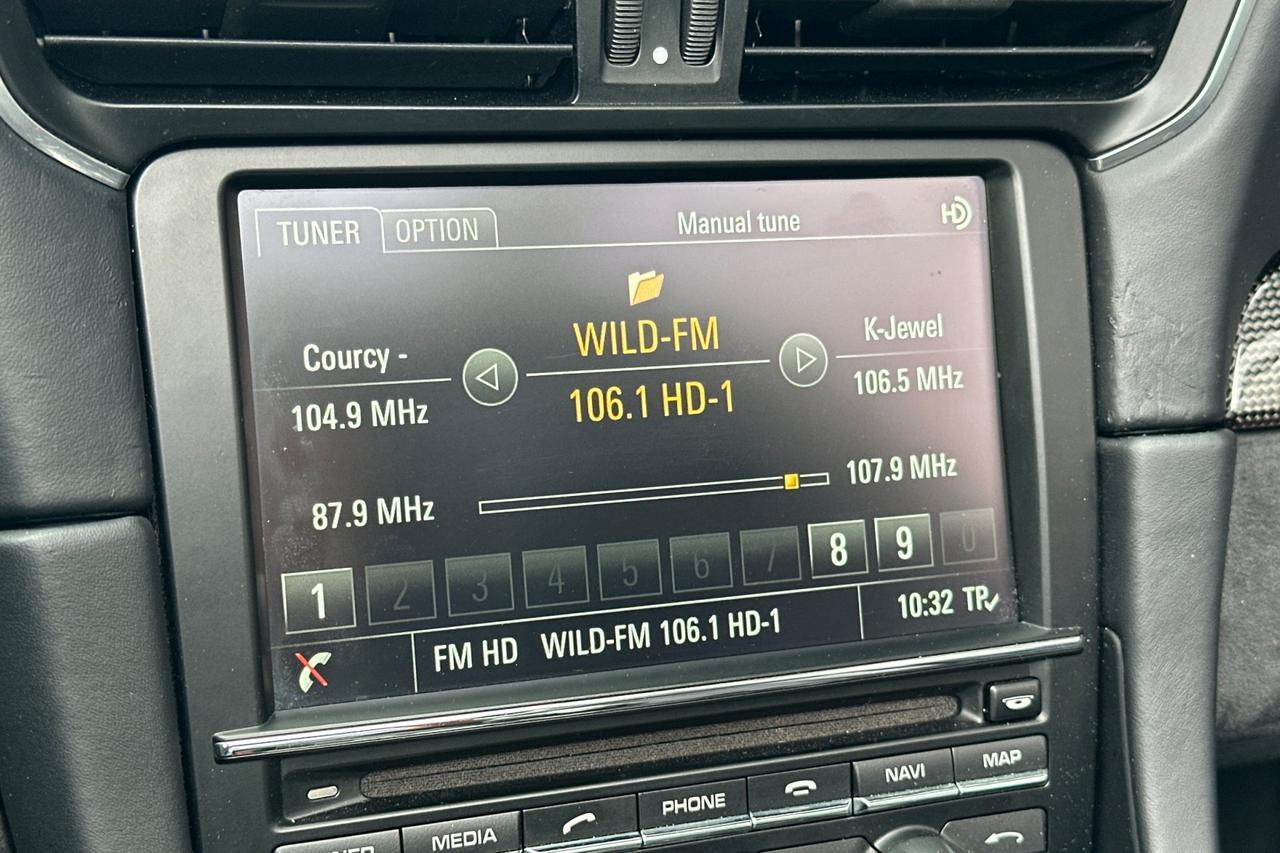 TUNER OPTION Manual tune HD
WILD-FM
Courcy - K-Jewel
106.1 HD-1
104.9 MHz 106.5 MHz
87.9 MHz 107.9 MHz
1 2 3 4 5 6 7 8 9 0
FM HD WILD-FM 106.1 HD-1 10:32 TP
NAVI MAP
MEDIA PHONE